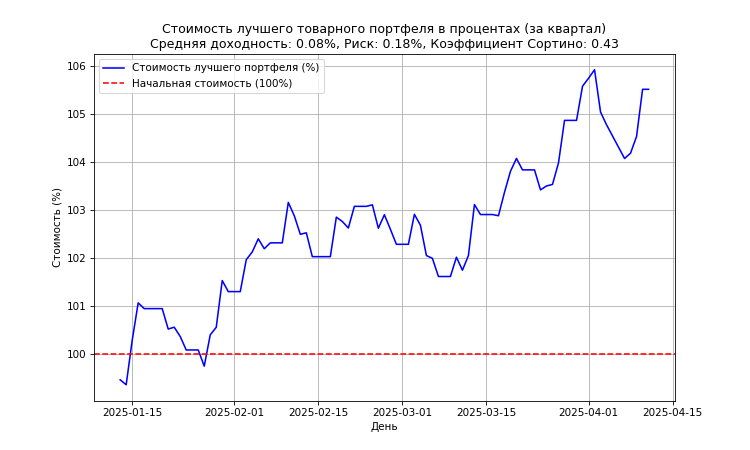 Стоимость лучшего товарного портфеля в процентах (за квартал)
Средняя доходность: 0.08%, Риск: 0.18%, Коэффициент Сортино: 0.43
Стоимость лучшего портфеля (%)
Начальная стоимость (100%)
Стоимость (%)
106
105
104
103
102
101
100
2025-01-15
2025-02-01
2025-02-15
2025-03-01
2025-03-15
2025-04-01
2025-04-15
День